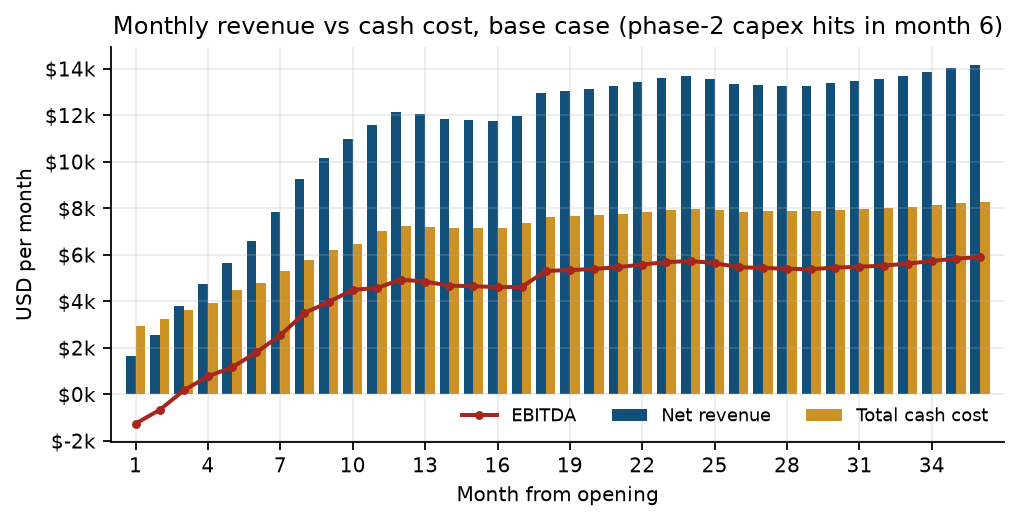 Monthly revenue vs cash cost, base case (phase-2 capex hits in month 6)
USD per month
$14k
$12k
$10k
$8k
$6k
$4k
$2k
$0k
$-2k
EBITDA
Net revenue
Total cash cost
1 4 7 10 13 16 19 22 25 28 31 34
Month from opening